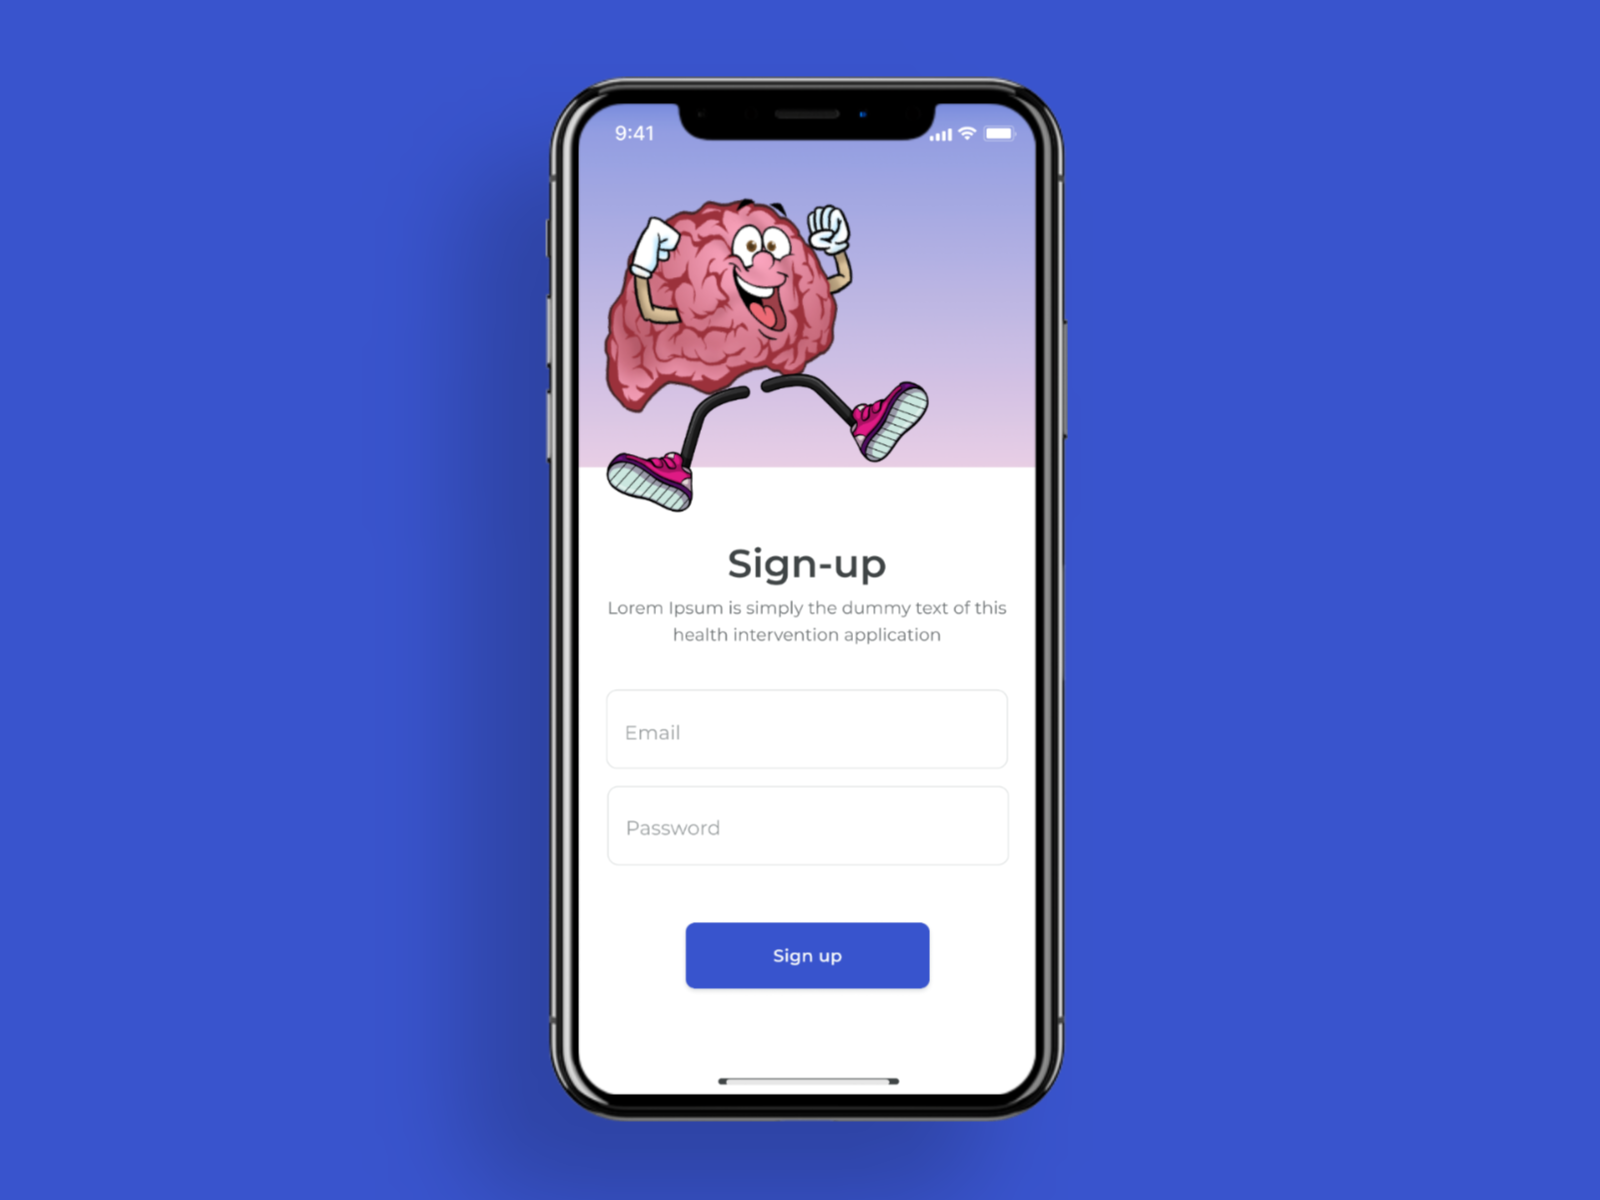 9:41
Sign-up
Lorem Ipsum is simply the dummy text of this
health intervention application
Email
Password
Sign up